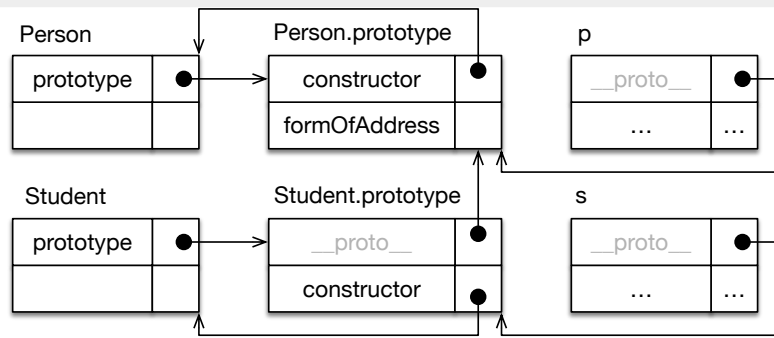 Person
Person.prototype
p
prototype
constructor
__proto__
formOfAddress
... ...
Student
Student.prototype
s
prototype
__proto__
__proto__
constructor
... ...